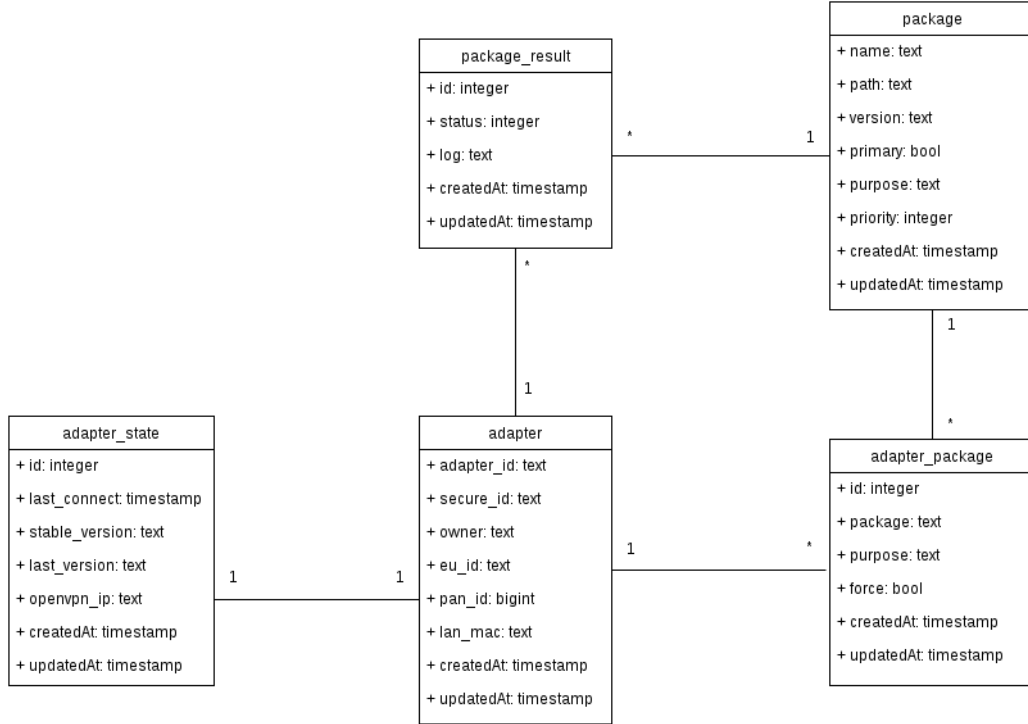 package
+ name: text
+ path: text
+ version: text
+ primary: bool
+ purpose: text
+ priority: integer
+ createdAt: timestamp
+ updatedAt: timestamp
package_result
+ id: integer
+ status: integer
+ log: text
+ createdAt: timestamp
+ updatedAt: timestamp
*
1
*
1
1
*
adapter_state
+ id: integer
+ last_connect: timestamp
+ stable_version: text
+ last_version: text
+ openvpn_ip: text
+ createdAt: timestamp
+ updatedAt: timestamp
1
1
adapter
+ adapter_id: text
+ secure_id: text
+ owner: text
+ eu_id: text
+ pan_id: bigint
+ lan_mac: text
+ createdAt: timestamp
+ updatedAt: timestamp
1
*
adapter_package
+ id: integer
+ package: text
+ purpose: text
+ force: bool
+ createdAt: timestamp
+ updatedAt: timestamp